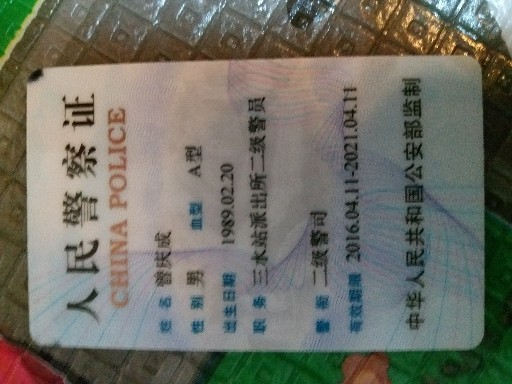 人民警察证
CHINA POLICE
姓 名 曾庆成
性 别 男 血型 A型
出生日期 1989.02.20
职 务 三水站派出所二级警员
警 衔 二级警司
有效期限 2016.04.11-2021.04.11
中华人民共和国公安部监制